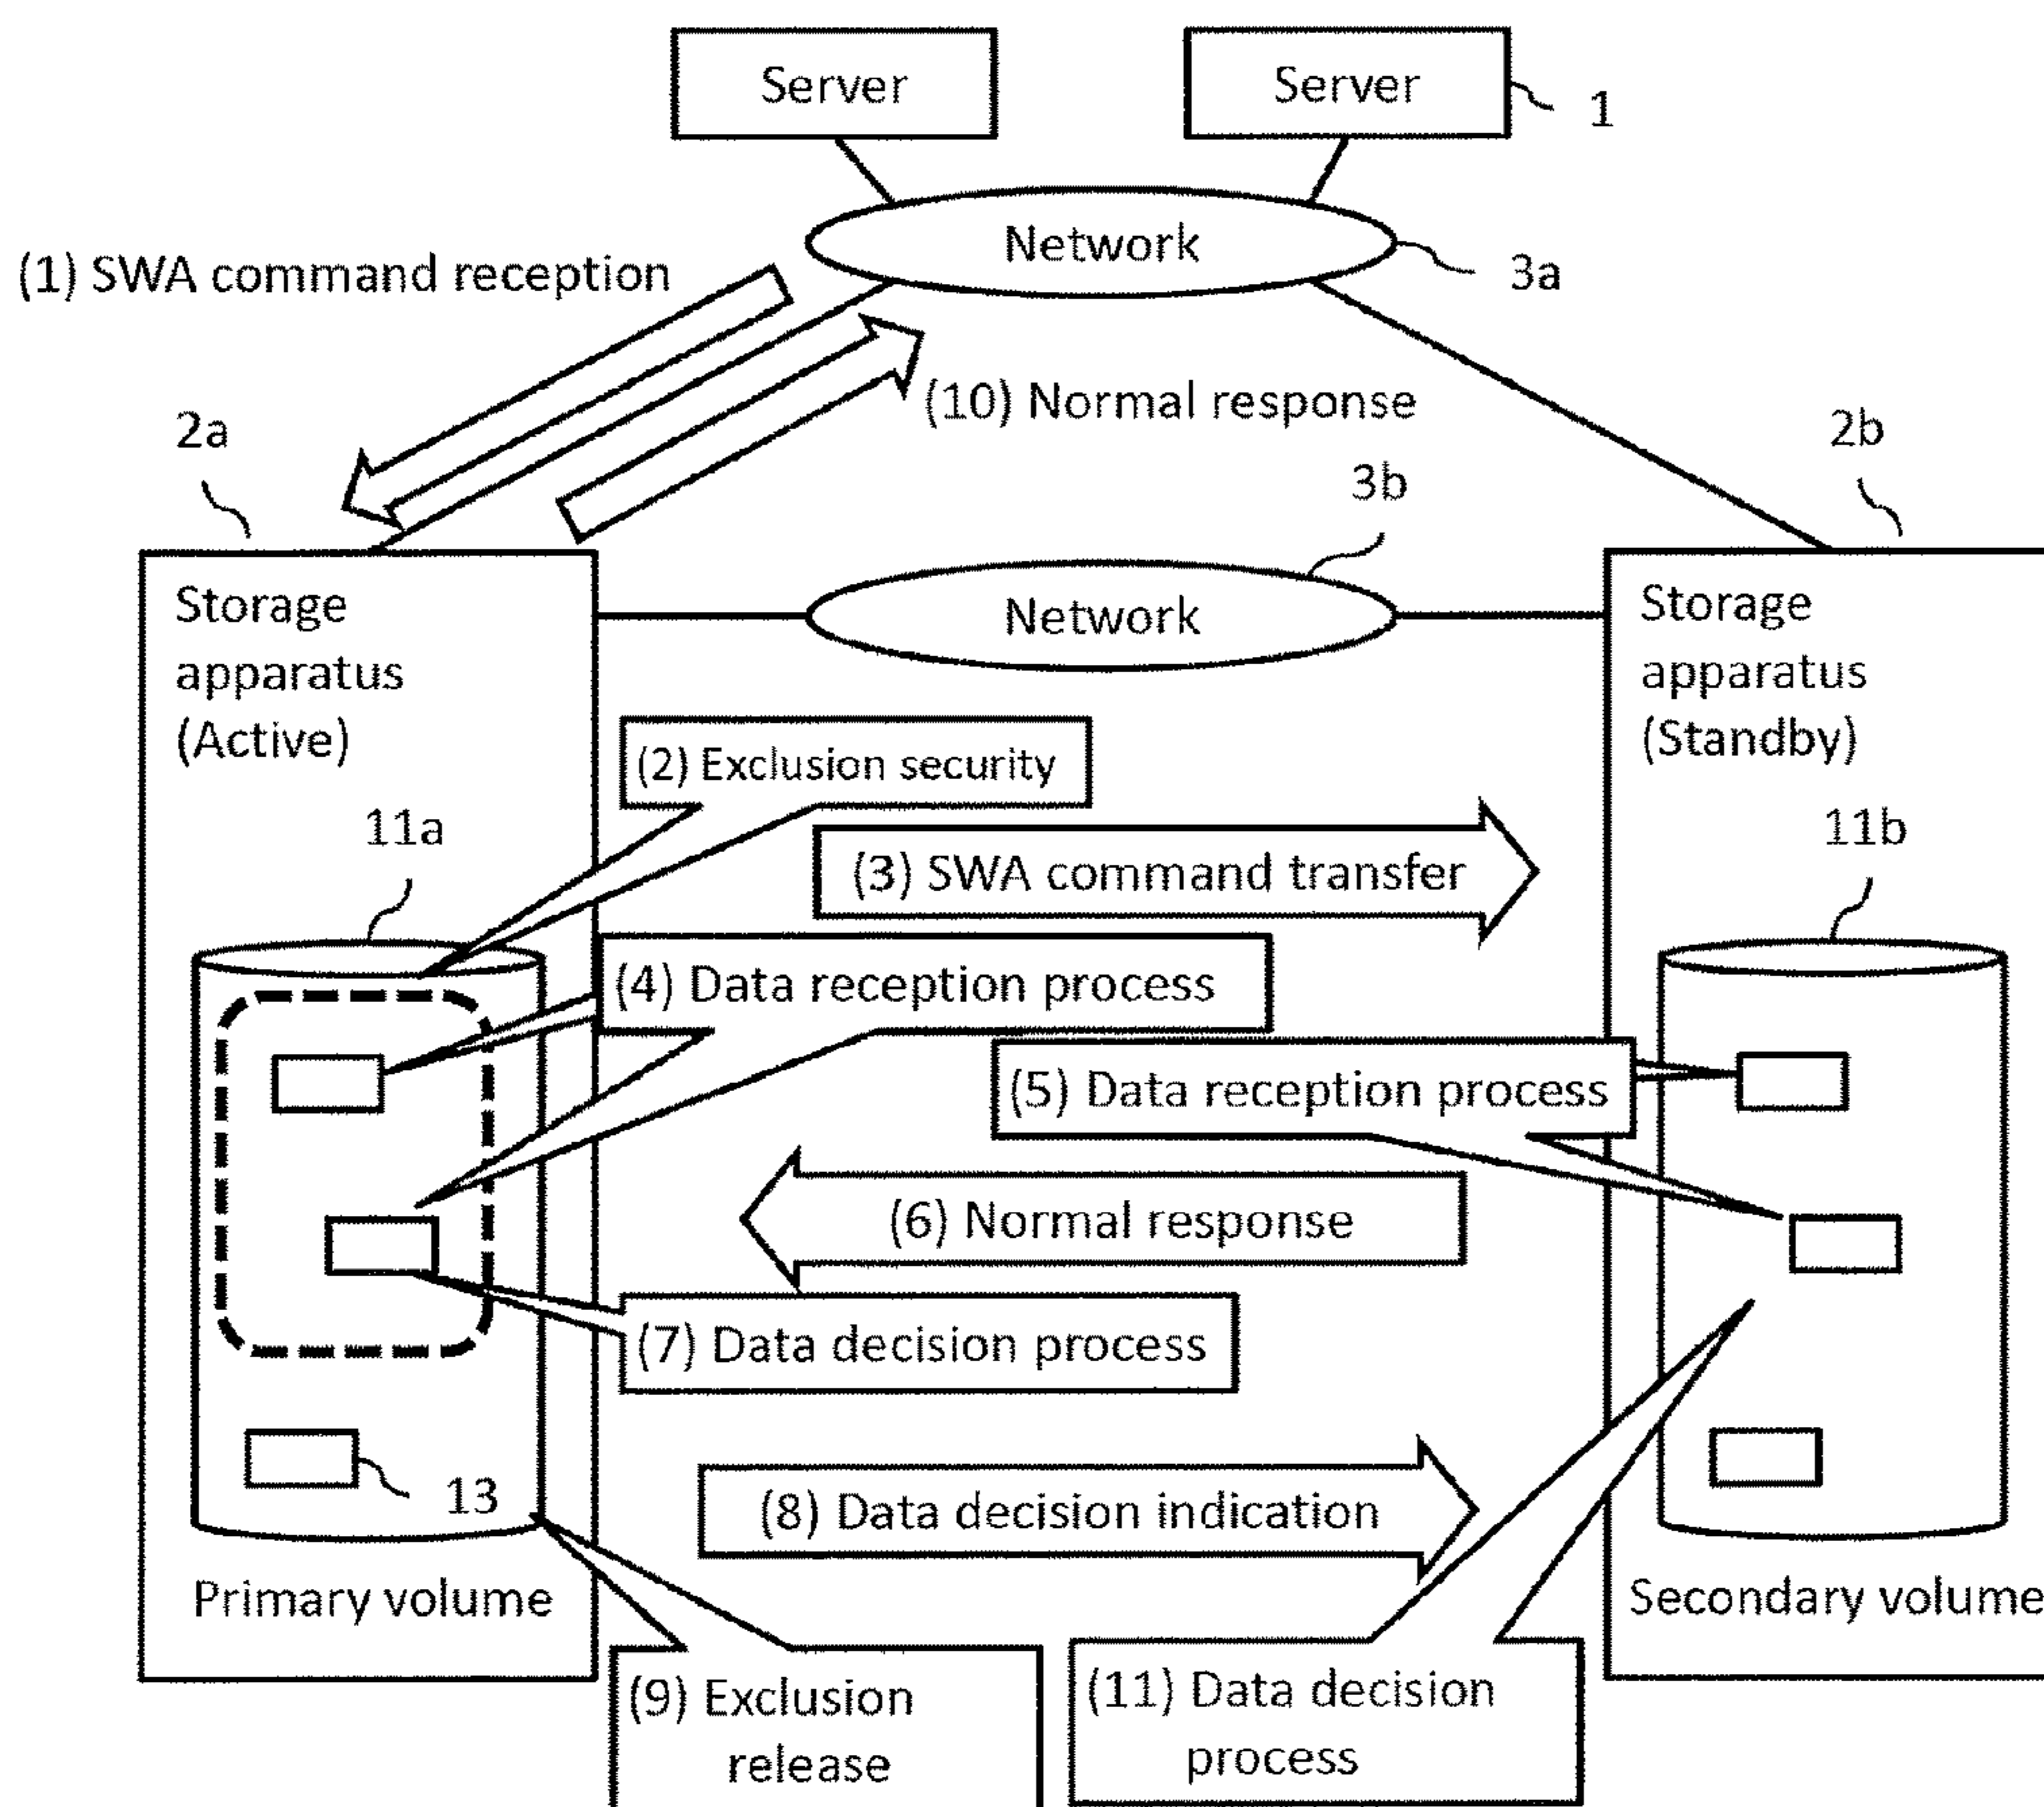 Server
Server
1
Network
3a
(1) SWA command reception
(10) Normal response
2a
2b
3b
Storage
apparatus
(Active)
Network
Storage
apparatus
(Standby)
(2) Exclusion security
11a
11b
(3) SWA command transfer
(4) Data reception process
(5) Data reception process
(6) Normal response
(7) Data decision process
13
(8) Data decision indication
Primary volume
Secondary volume
(9) Exclusion
release
(11) Data decision
process